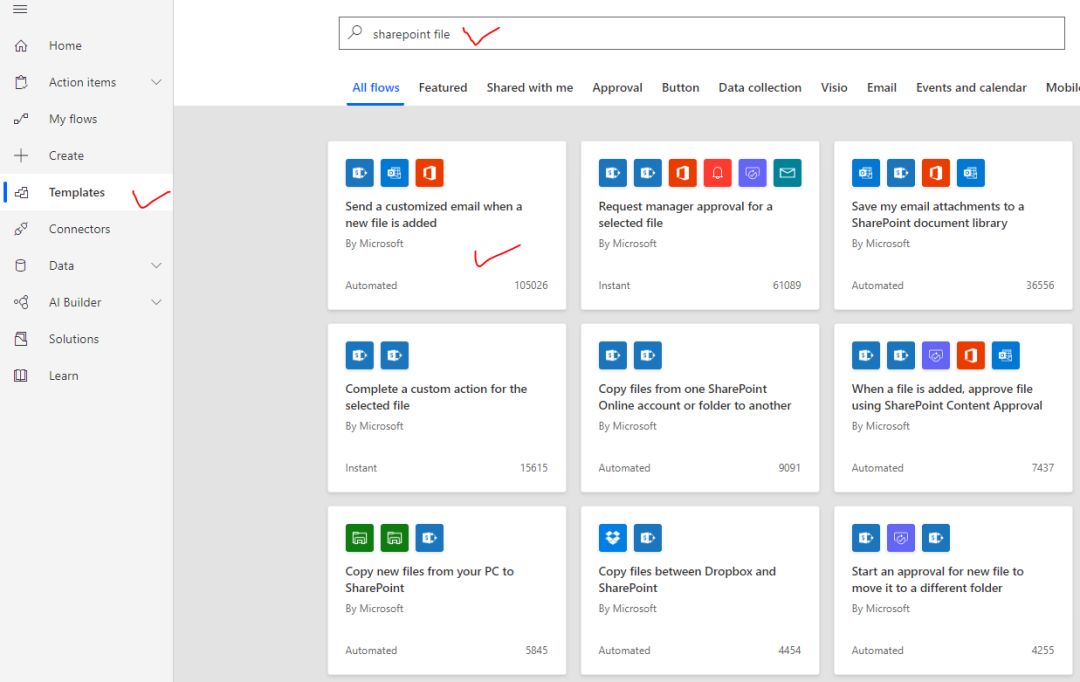 sharepoint file
Home
Action items
My flows
Create
Templates
Connectors
Data
AI Builder
Solutions
Learn
All flows
Featured
Shared with me
Approval
Button
Data collection
Visio
Email
Events and calendar
Mobile
Send a customized email when a
new file is added
By Microsoft
Automated
105026
Request manager approval for a
selected file
By Microsoft
Instant
61089
Save my email attachments to a
SharePoint document library
By Microsoft
Automated
36556
Complete a custom action for the
selected file
By Microsoft
Instant
15615
Copy files from one SharePoint
Online account or folder to another
By Microsoft
Automated
9091
When a file is added, approve file
using SharePoint Content Approval
By Microsoft
Automated
7437
Copy new files from your PC to
SharePoint
By Microsoft
Automated
5845
Copy files between Dropbox and
SharePoint
By Microsoft
Automated
4454
Start an approval for new file to
move it to a different folder
By Microsoft
Automated
4255